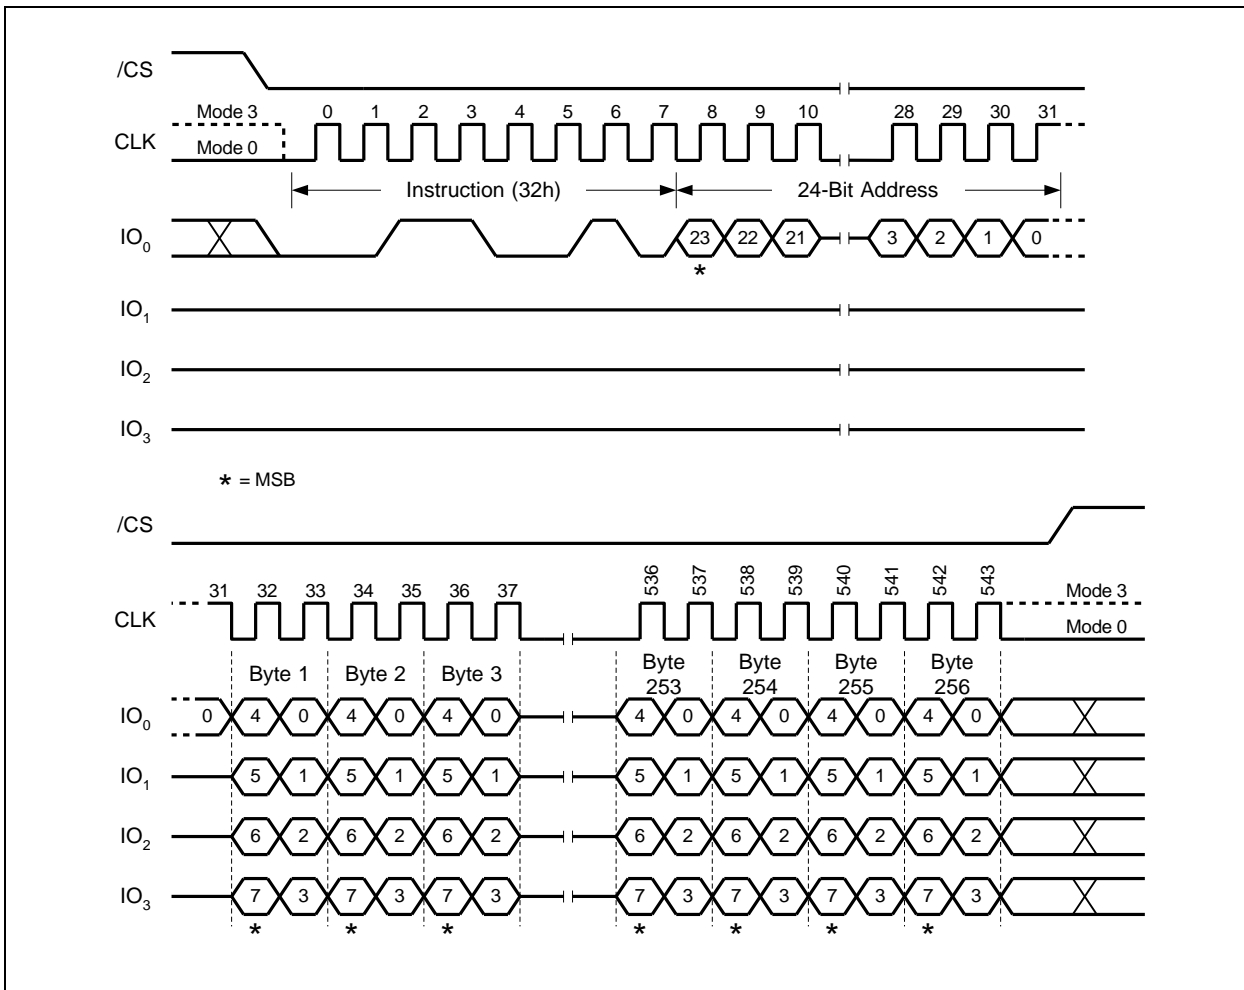 /CS
Mode 3 0 1 2 3 4 5 6 7 8 9 10 28 29 30 31
CLK
Mode 0
Instruction (32h) 24-Bit Address
IO0 23 22 21 3 2 1 0
*
IO1
IO2
IO3
* = MSB
/CS
31 32 33 34 35 36 37 536 537 538 539 540 541 542 543 Mode 3
CLK
Mode 0
Byte 1 Byte 2 Byte 3 Byte 253 Byte 254 Byte 255 Byte 256
IO0 0 4 0 4 0 4 0 4 0 4 0 4 0 4 0
IO1 5 1 5 1 5 1 5 1 5 1 5 1 5 1
IO2 6 2 6 2 6 2 6 2 6 2 6 2 6 2
IO3 7 3 7 3 7 3 7 3 7 3 7 3 7 3
* * * * * * *